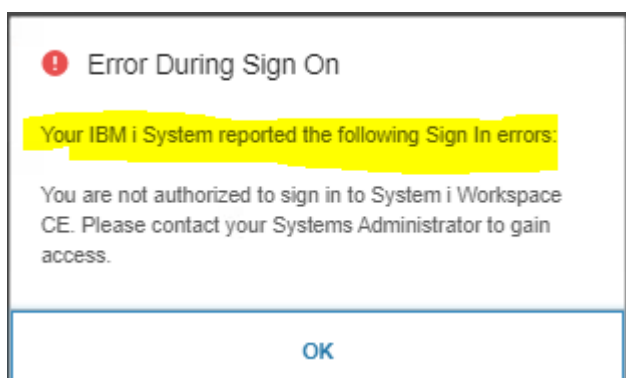 Error During Sign On
Your IBM i System reported the following Sign In errors:
You are not authorized to sign in to System i Workspace
CE. Please contact your Systems Administrator to gain
access.
OK